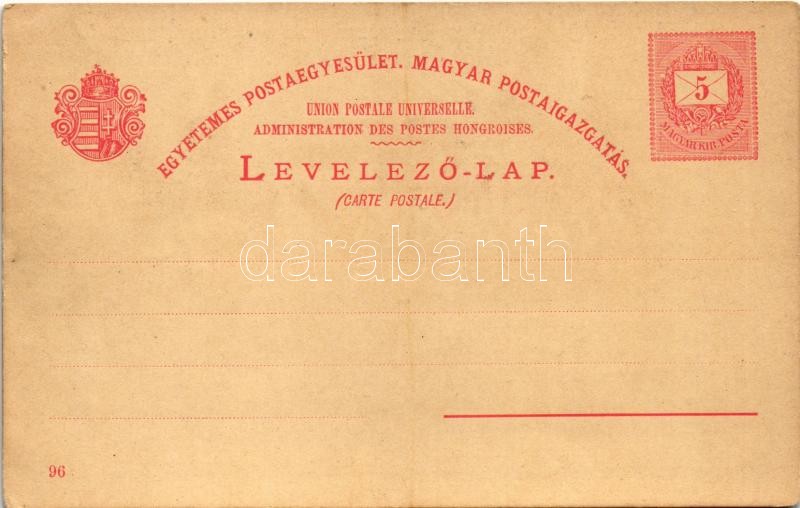 EGYETEMES POSTAEGYESÜLET. MAGYAR POSTAIGAZGATÁS.
UNION POSTALE UNIVERSELLE.
ADMINISTRATION DES POSTES HONGROISES.
LEVELEZŐ-LAP.
(CARTE POSTALE.)
5
MAGYAR KIR. POSTA
darabanth
96